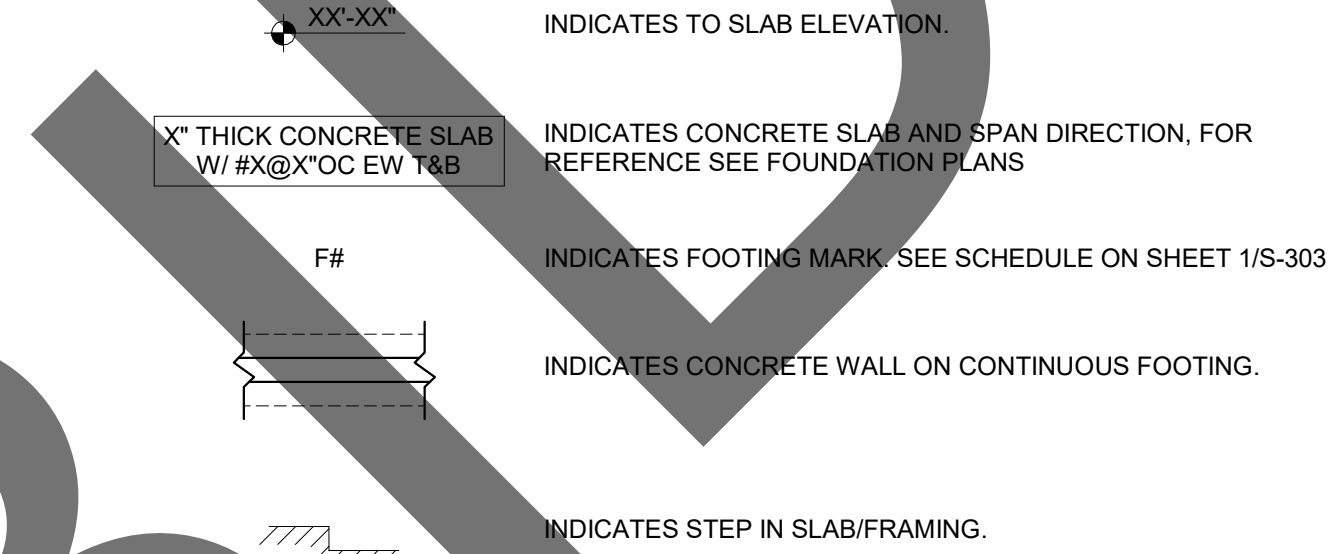 XX'-XX"
INDICATES TO SLAB ELEVATION.
X" THICK CONCRETE SLAB
W/ #X@X"OC EW T&B
INDICATES CONCRETE SLAB AND SPAN DIRECTION, FOR
REFERENCE SEE FOUNDATION PLANS
F#
INDICATES FOOTING MARK. SEE SCHEDULE ON SHEET 1/S-303
INDICATES CONCRETE WALL ON CONTINUOUS FOOTING.
INDICATES STEP IN SLAB/FRAMING.